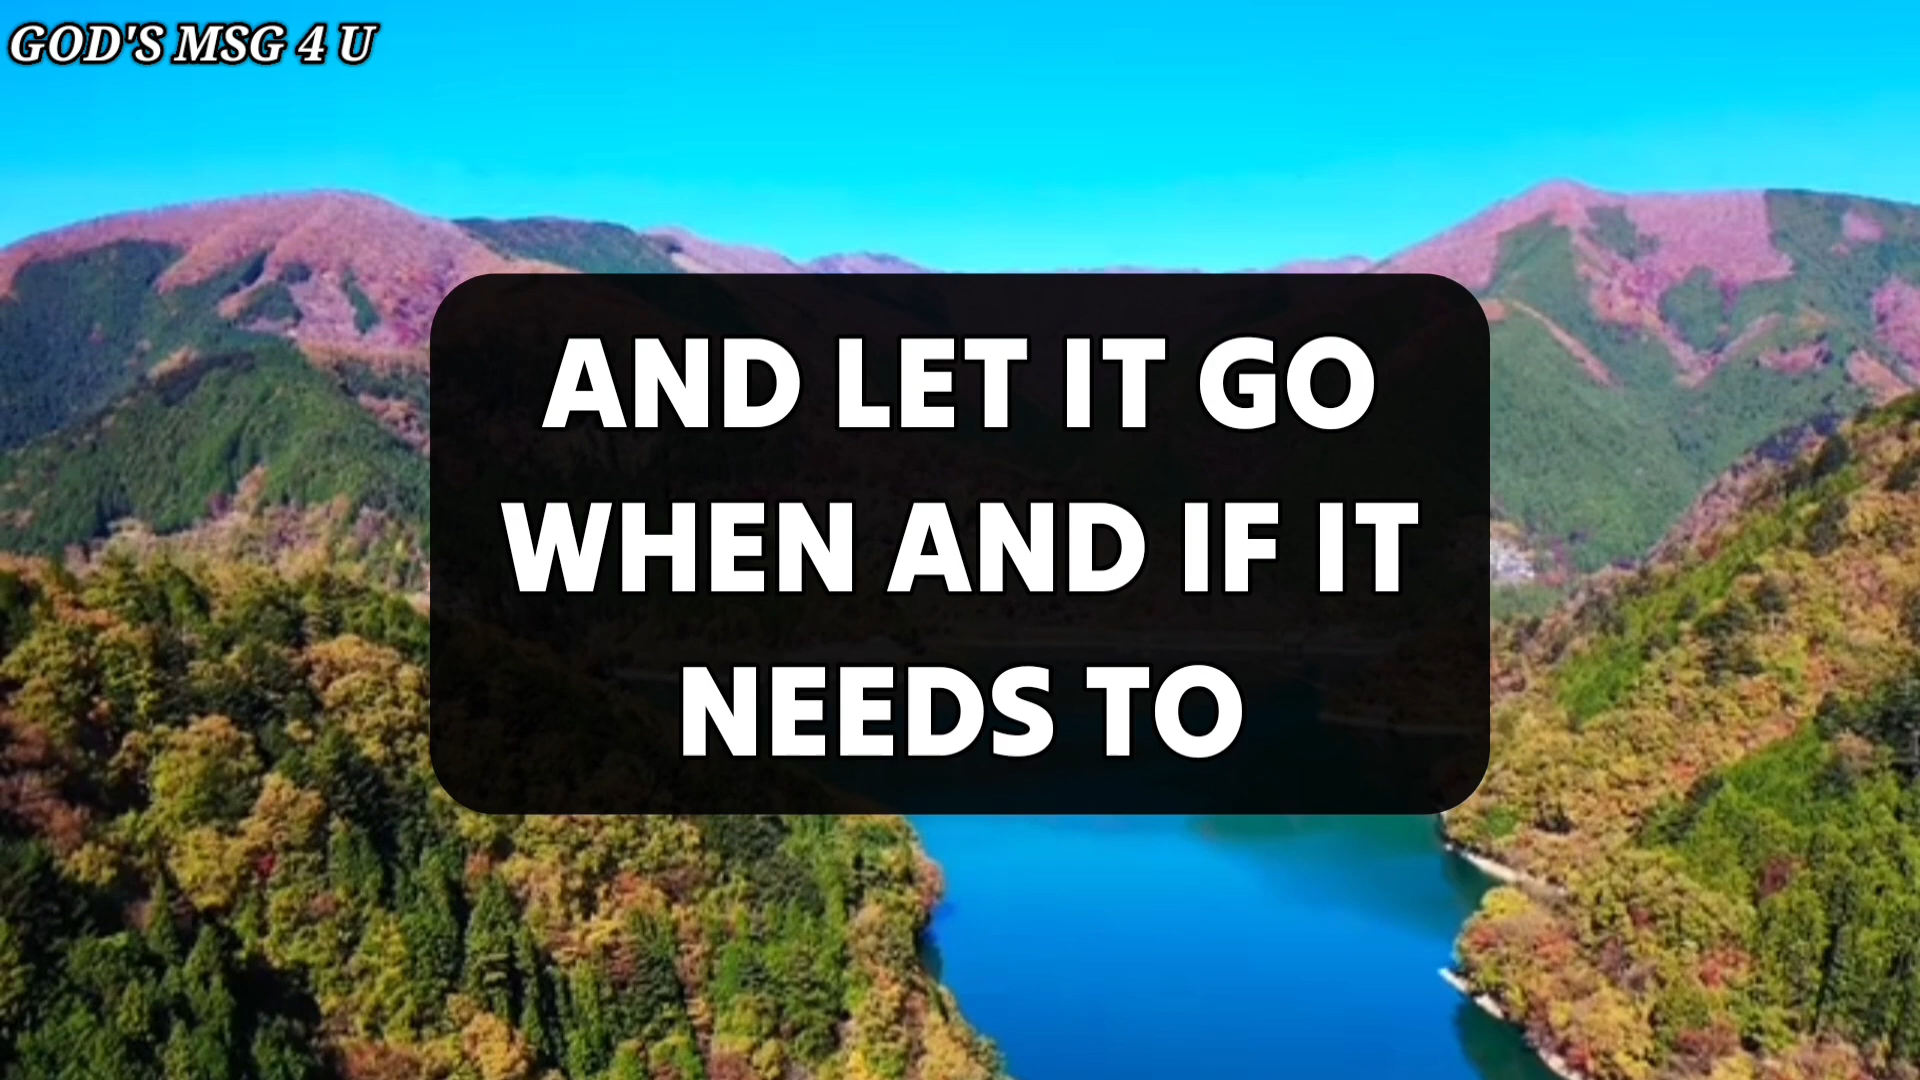 GOD'S MSG 4 U
AND LET IT GO
WHEN AND IF IT
NEEDS TO